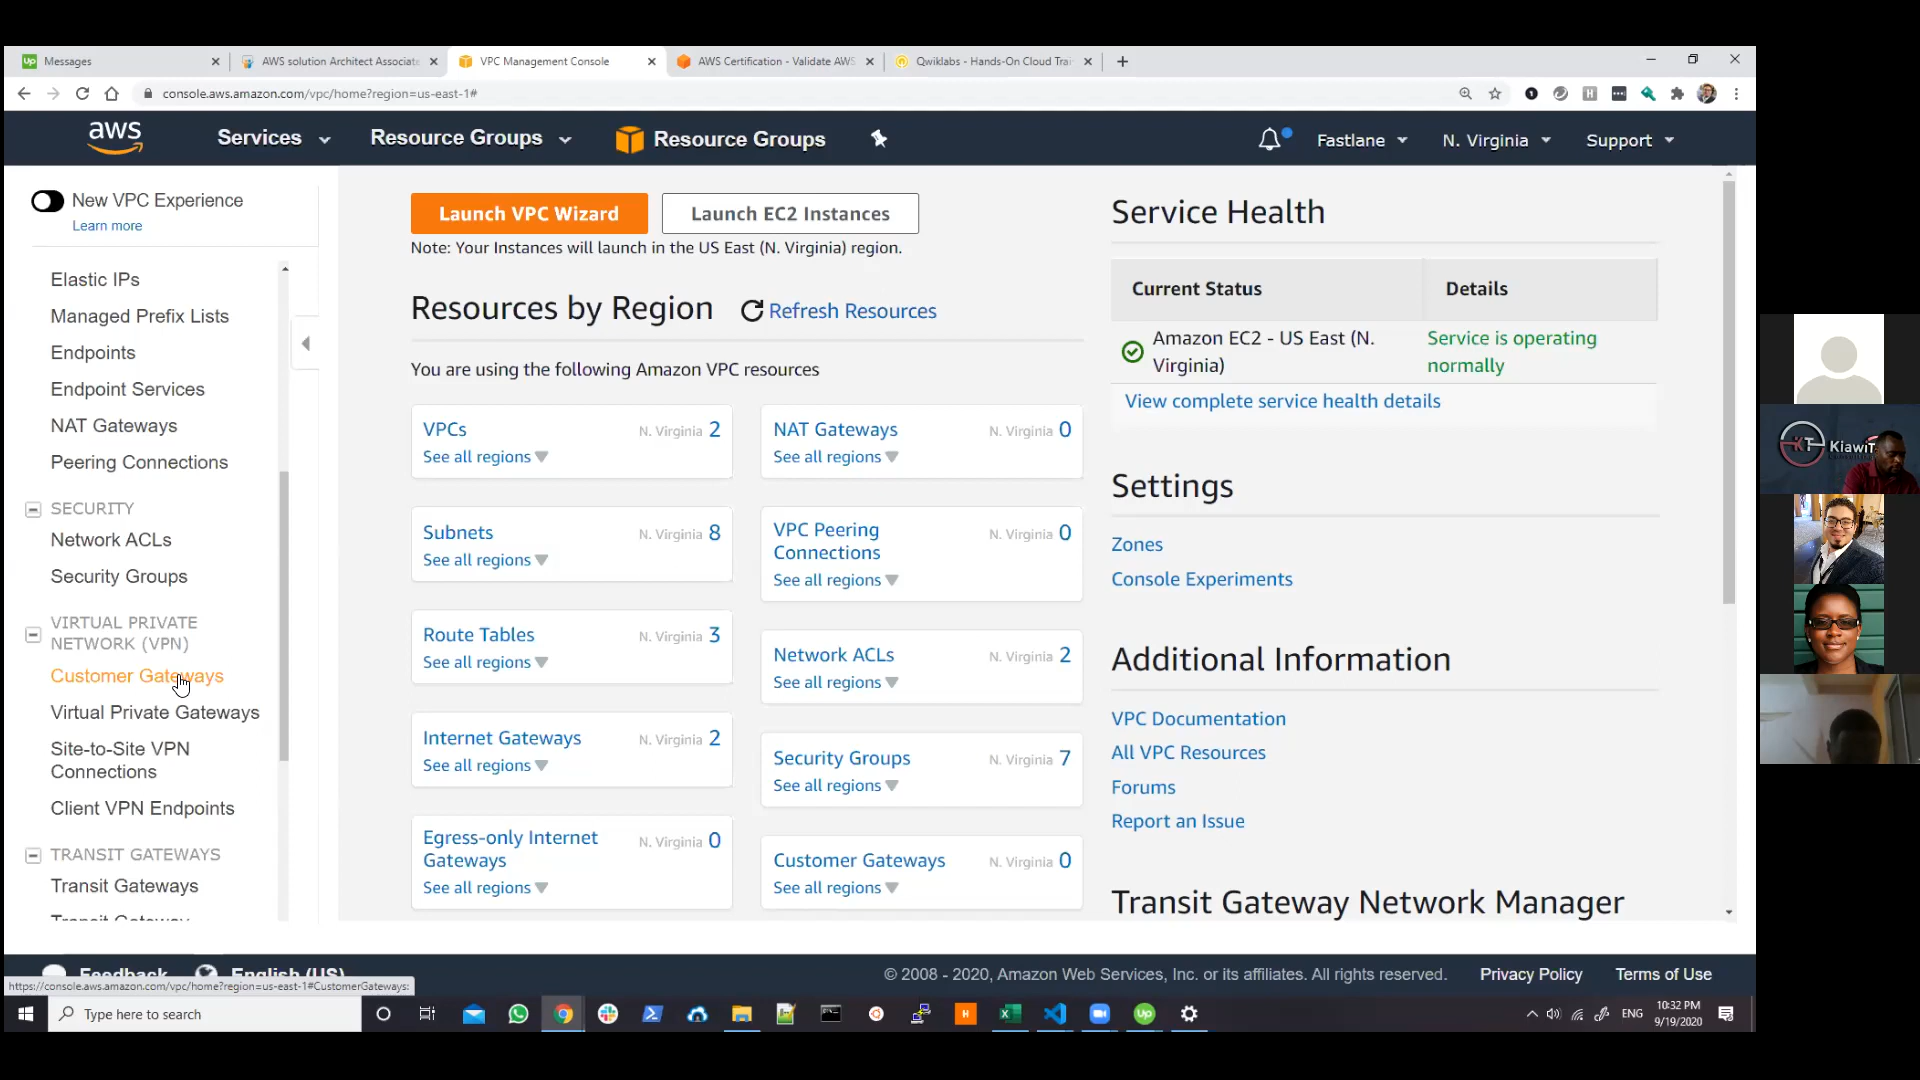 Messages
AWS solution Architect Associate
VPC Management Console
AWS Certification - Validate AWS
Qwiklabs - Hands-On Cloud Trai
console.aws.amazon.com/vpc/home?region=us-east-1#
aws
Services
Resource Groups
Resource Groups
Fastlane
N. Virginia
Support
New VPC Experience
Learn more
Elastic IPs
Managed Prefix Lists
Endpoints
Endpoint Services
NAT Gateways
Peering Connections
SECURITY
Network ACLs
Security Groups
VIRTUAL PRIVATE
NETWORK (VPN)
Customer Gateways
Virtual Private Gateways
Site-to-Site VPN
Connections
Client VPN Endpoints
TRANSIT GATEWAYS
Transit Gateways
Transit Gateway
Launch VPC Wizard
Launch EC2 Instances
Note: Your Instances will launch in the US East (N. Virginia) region.
Resources by Region
Refresh Resources
You are using the following Amazon VPC resources
VPCs N. Virginia 2
See all regions
Subnets N. Virginia 8
See all regions
Route Tables N. Virginia 3
See all regions
Internet Gateways N. Virginia 2
See all regions
Egress-only Internet N. Virginia 0
Gateways
See all regions
NAT Gateways N. Virginia 0
See all regions
VPC Peering N. Virginia 0
Connections
See all regions
Network ACLs N. Virginia 2
See all regions
Security Groups N. Virginia 7
See all regions
Customer Gateways N. Virginia 0
See all regions
Service Health
Current Status Details
Amazon EC2 - US East (N. Service is operating
Virginia) normally
View complete service health details
Settings
Zones
Console Experiments
Additional Information
VPC Documentation
All VPC Resources
Forums
Report an Issue
Transit Gateway Network Manager
KT KiawiT
Feedback
English (US)
© 2008 - 2020, Amazon Web Services, Inc. or its affiliates. All rights reserved.
Privacy Policy
Terms of Use
https://console.aws.amazon.com/vpc/home?region=us-east-1#CustomerGateways:
Type here to search
ENG
10:32 PM
9/19/2020